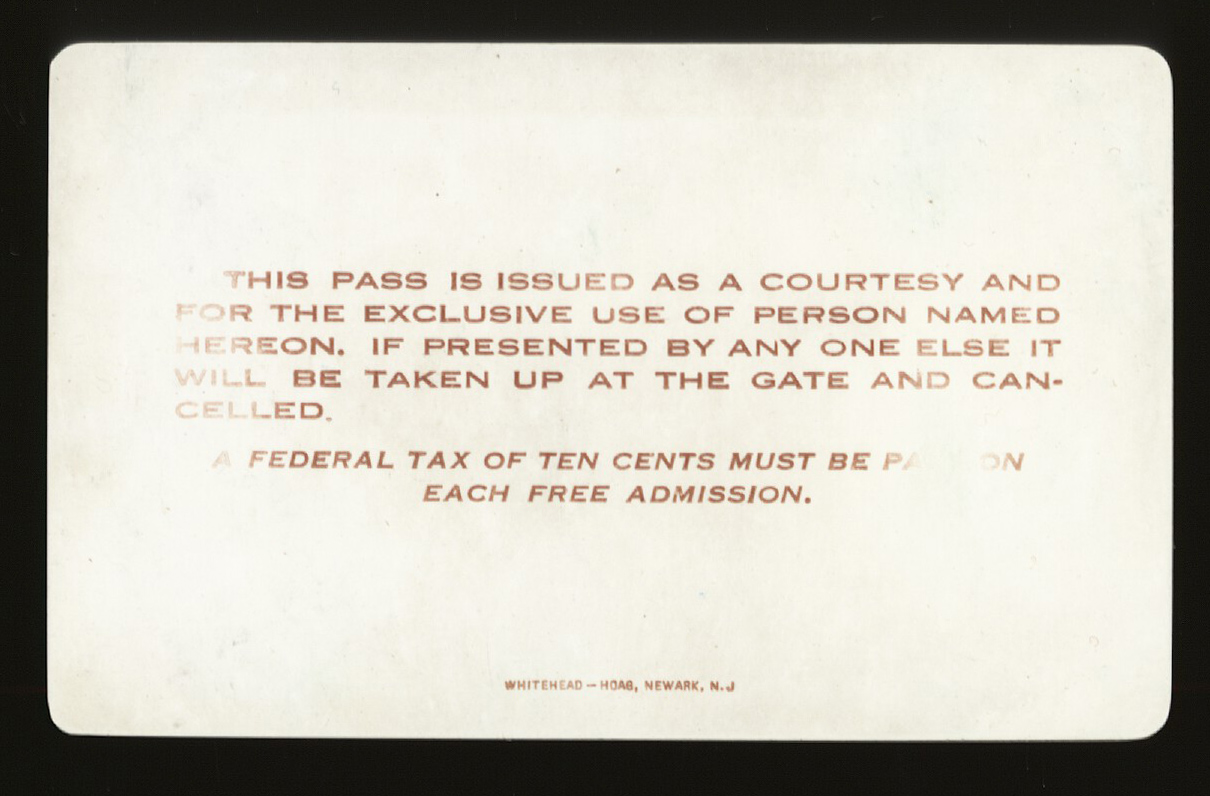 THIS PASS IS ISSUED AS A COURTESY AND
FOR THE EXCLUSIVE USE OF PERSON NAMED
HEREON. IF PRESENTED BY ANY ONE ELSE IT
WILL BE TAKEN UP AT THE GATE AND CAN-
CELLED.
A FEDERAL TAX OF TEN CENTS MUST BE ON
EACH FREE ADMISSION.
WHITEHEAD – HOAG, NEWARK, N.J